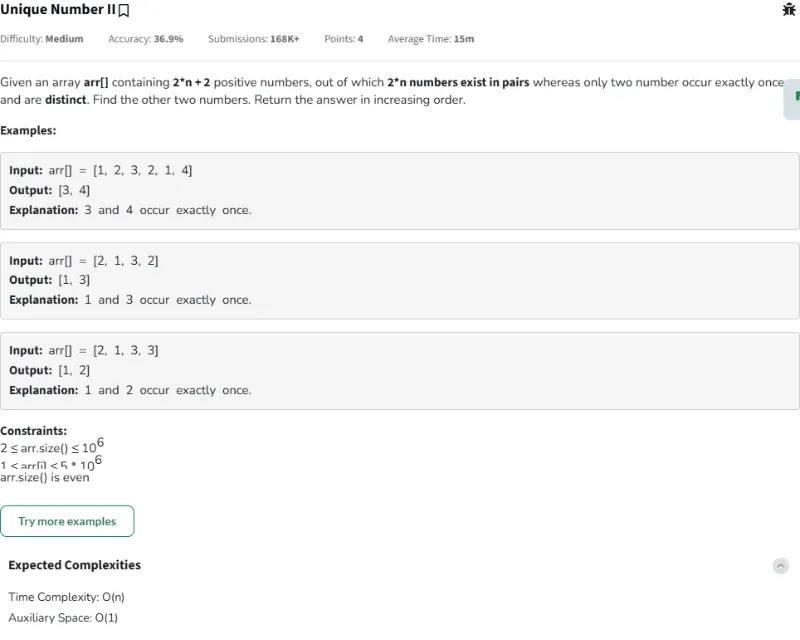 Unique Number II
Difficulty: Medium Accuracy: 36.9% Submissions: 168K+ Points: 4 Average Time: 15m
Given an array arr[] containing 2*n + 2 positive numbers, out of which 2*n numbers exist in pairs whereas only two number occur exactly once
and are distinct. Find the other two numbers. Return the answer in increasing order.
Examples:
Input: arr[] = [1, 2, 3, 2, 1, 4]
Output: [3, 4]
Explanation: 3 and 4 occur exactly once.
Input: arr[] = [2, 1, 3, 2]
Output: [1, 3]
Explanation: 1 and 3 occur exactly once.
Input: arr[] = [2, 1, 3, 3]
Output: [1, 2]
Explanation: 1 and 2 occur exactly once.
Constraints:
2 ≤ arr.size() ≤ 10^6
1 ≤ arr[i] ≤ 5 * 10^6
arr.size() is even
Try more examples
Expected Complexities
Time Complexity: O(n)
Auxiliary Space: O(1)